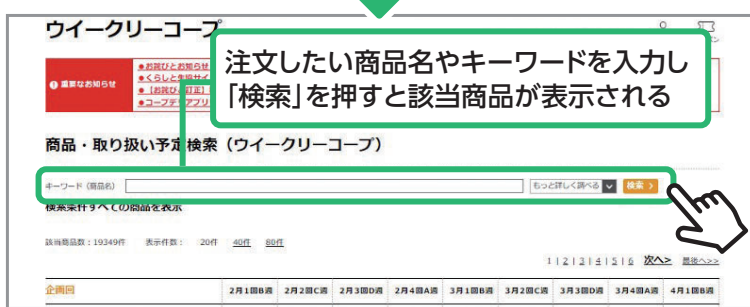 ウイークリーコープ
注文したい商品名やキーワードを入力し
「検索」を押すと該当商品が表示される
重要なお知らせ
●お詫びとお知らせ
●くらしと生協サイ
●【お詫びと訂正】
●コープデリアプリ
商品・取り扱い予定検索（ウイークリーコープ）
キーワード（商品名）
もっと詳しく調べる
検索
検索条件すべての商品を表示
該当商品数：19349件 表示件数： 20件 40件 80件
1 | 2 | 3 | 4 | 5 | 6 次へ> 最後へ>>
企画回 2月1回B週 2月2回C週 2月3回D週 2月4回A週 3月1回B週 3月2回C週 3月3回D週 3月4回A週 4月1回B週